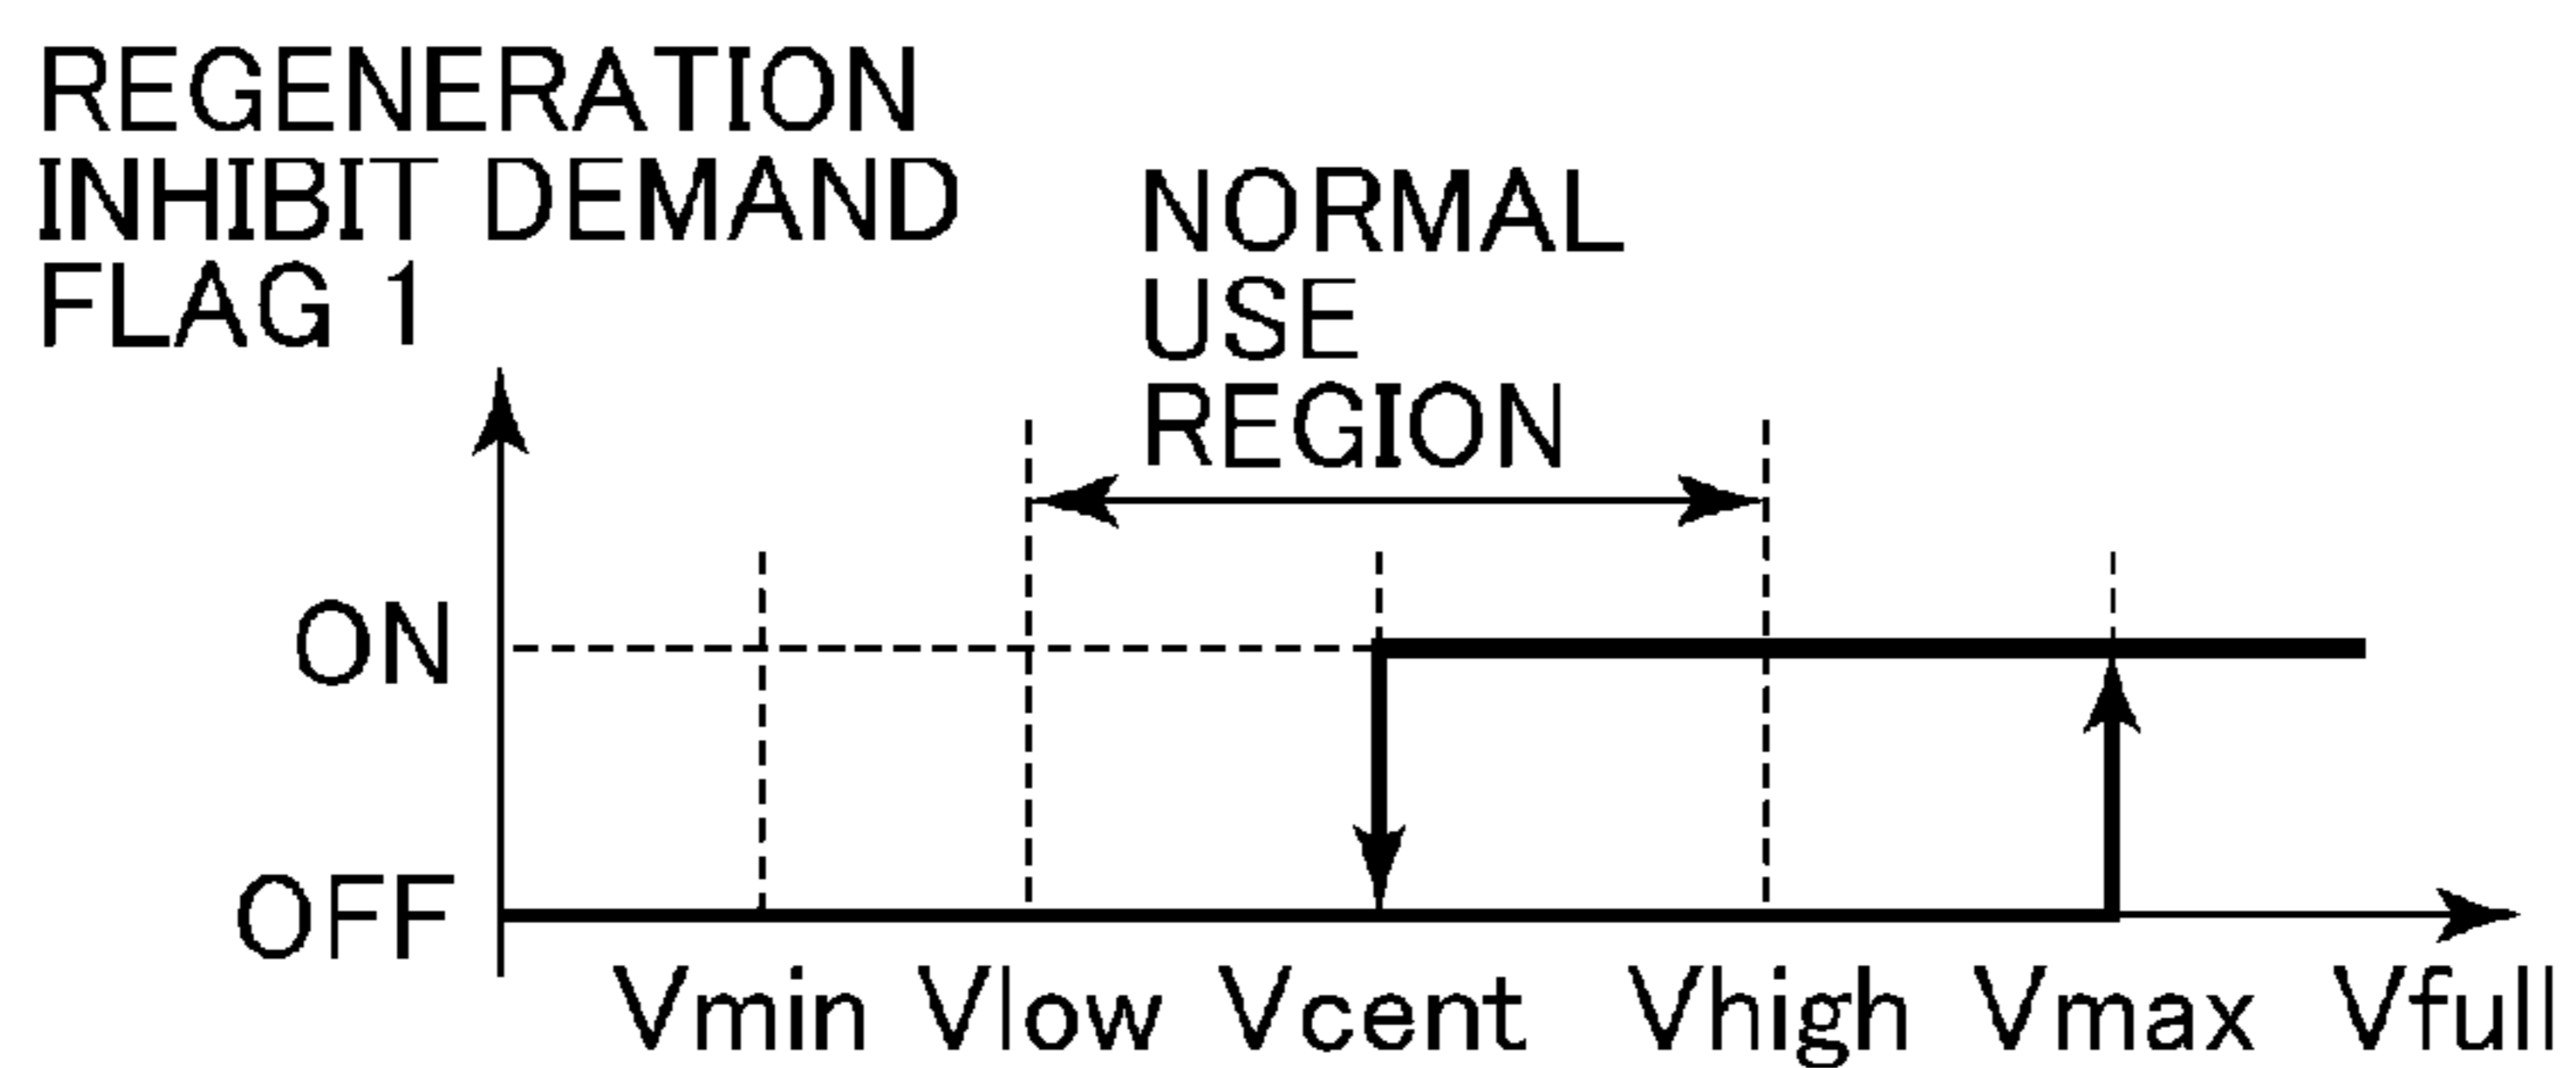 REGENERATION
INHIBIT DEMAND
FLAG 1
NORMAL
USE
REGION
ON
OFF
Vmin Vlow Vcent Vhigh Vmax Vfull